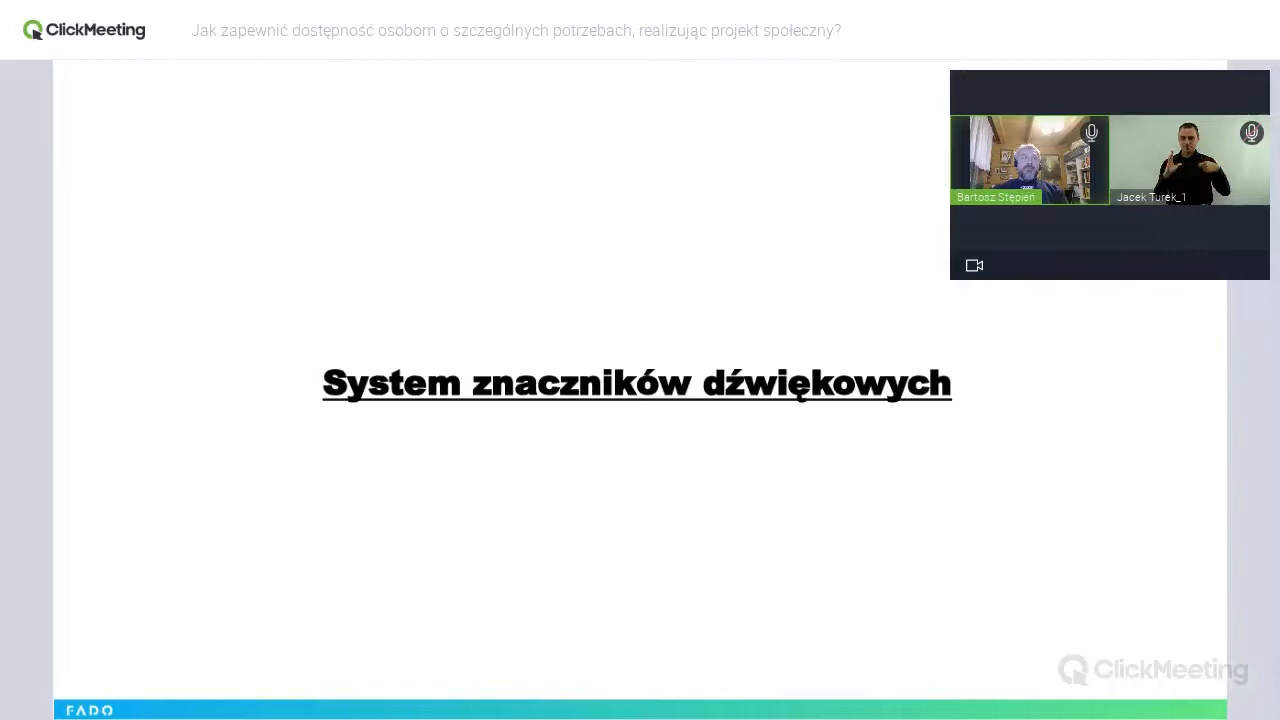 ClickMeeting
Jak zapewnić dostępność osobom o szczególnych potrzebach, realizując projekt społeczny?
Bartosz Stępień
Jacek Turek_1
System znaczników dźwiękowych
ClickMeeting
FADO